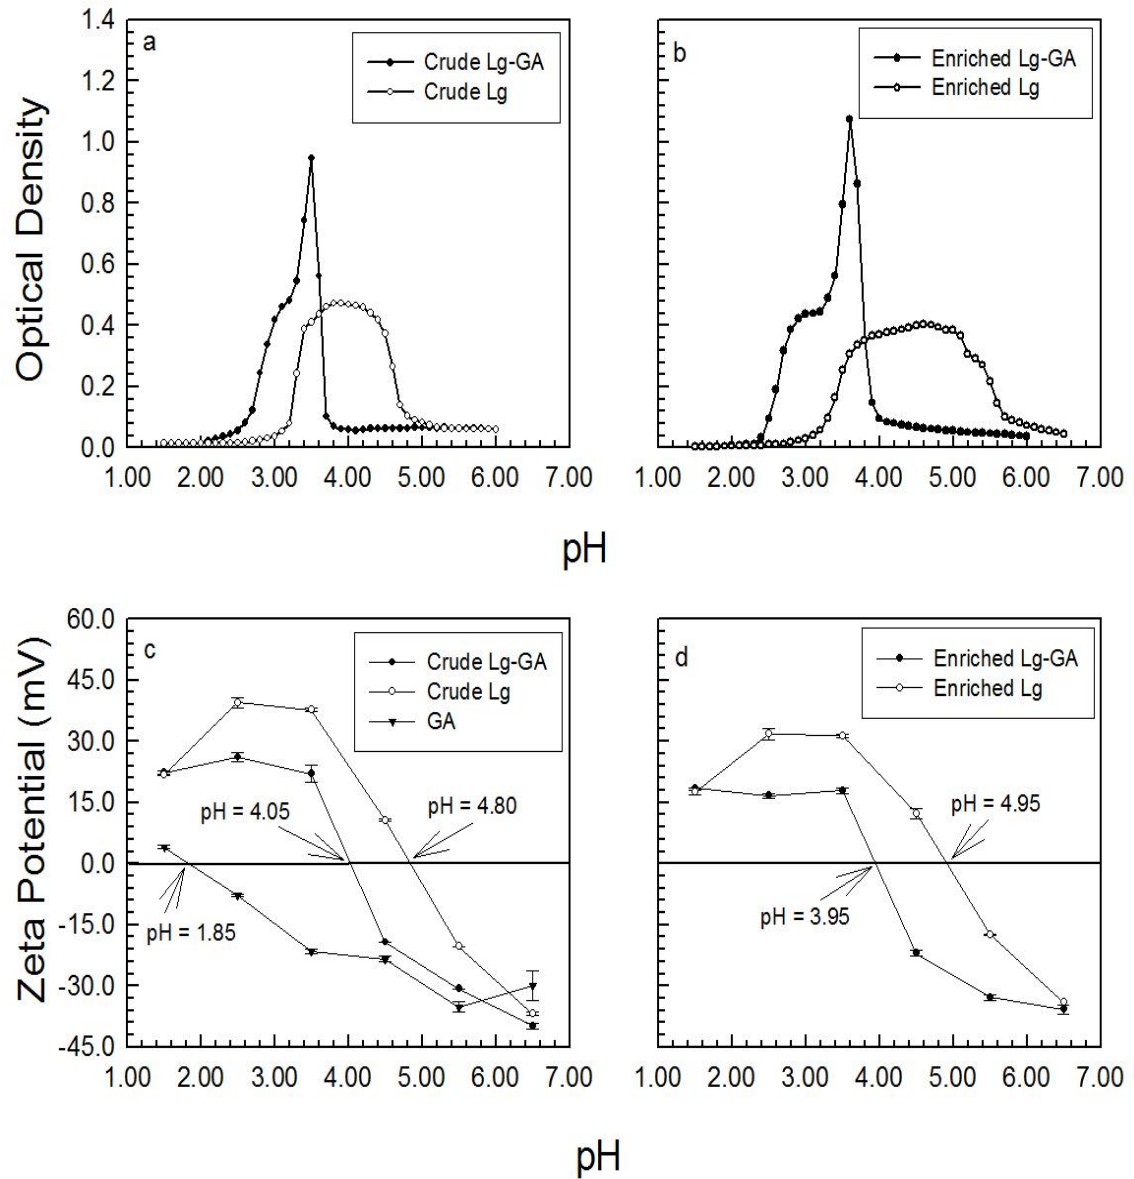 a
Crude Lg-GA
Crude Lg
b
Enriched Lg-GA
Enriched Lg
Optical Density
1.4
1.2
1.0
0.8
0.6
0.4
0.2
0.0
1.00 2.00 3.00 4.00 5.00 6.00 7.00
1.00 2.00 3.00 4.00 5.00 6.00 7.00
pH
c
Crude Lg-GA
Crude Lg
GA
pH = 4.05
pH = 4.80
pH = 1.85
d
Enriched Lg-GA
Enriched Lg
pH = 4.95
pH = 3.95
Zeta Potential (mV)
60.0
45.0
30.0
15.0
0.0
-15.0
-30.0
-45.0
1.00 2.00 3.00 4.00 5.00 6.00 7.00
1.00 2.00 3.00 4.00 5.00 6.00 7.00
pH